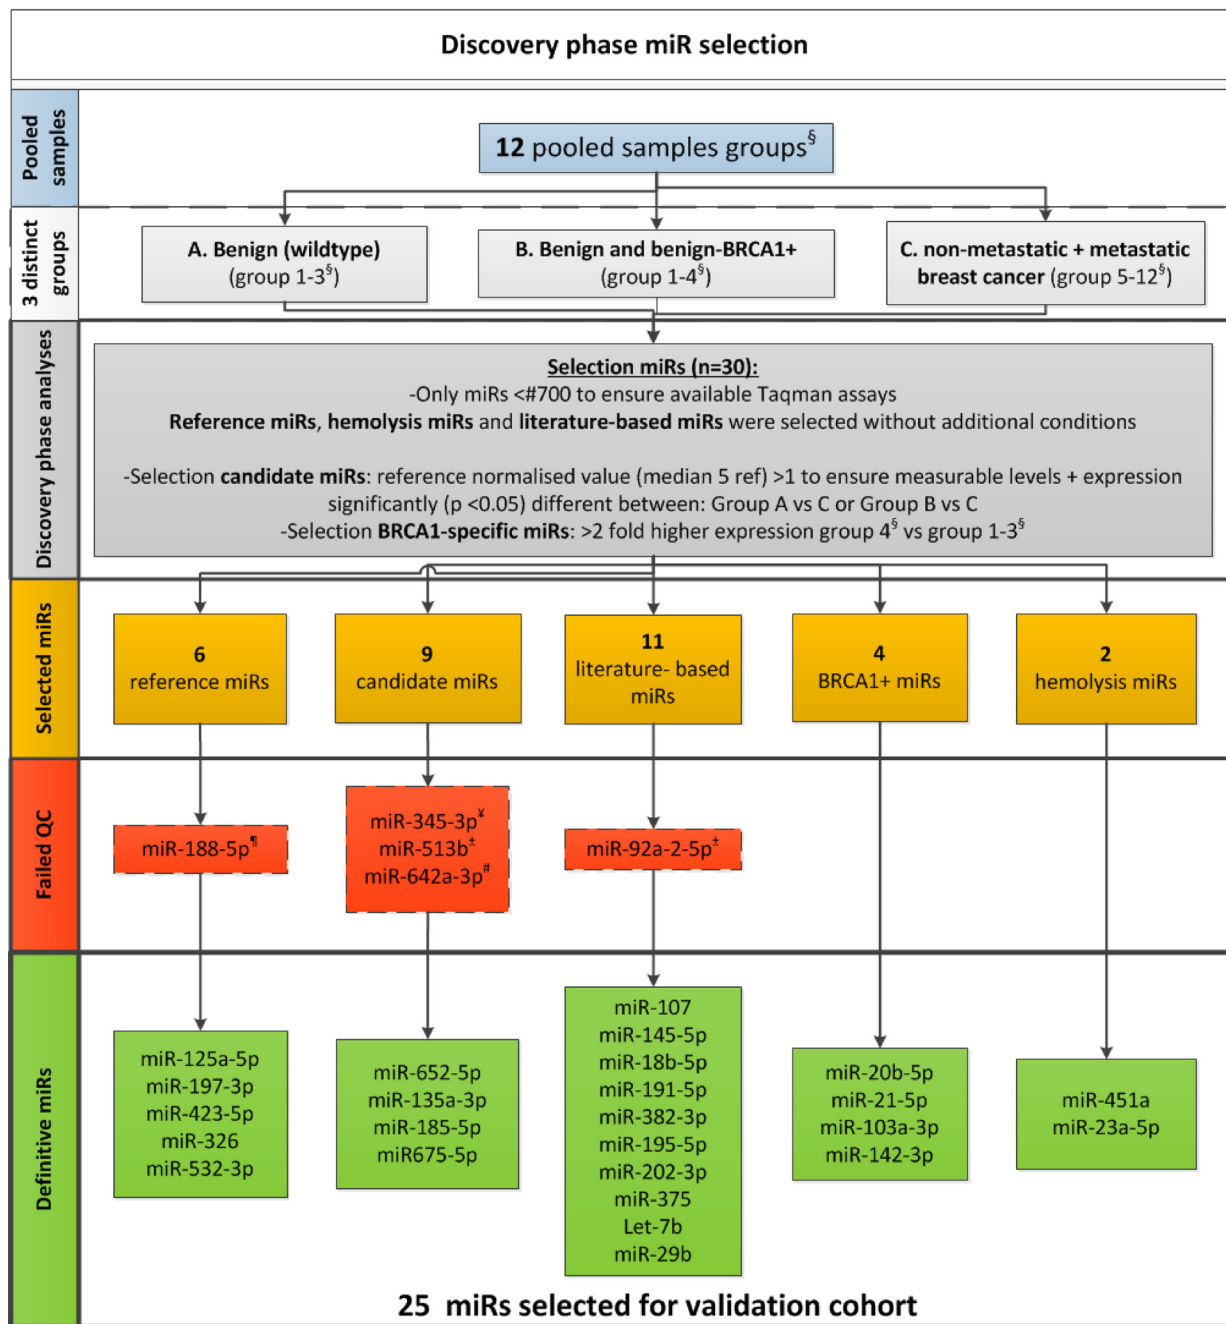 Discovery phase miR selection
Pooled
samples
12 pooled samples groups§
3 distinct
groups
A. Benign (wildtype)
(group 1-3§)
B. Benign and benign-BRCA1+
(group 1-4§)
C. non-metastatic + metastatic
breast cancer (group 5-12§)
Discovery phase analyses
Selection miRs (n=30):
-Only miRs <#700 to ensure available Taqman assays
Reference miRs, hemolysis miRs and literature-based miRs were selected without additional conditions
-Selection candidate miRs: reference normalised value (median 5 ref) >1 to ensure measurable levels + expression
significantly (p <0.05) different between: Group A vs C or Group B vs C
-Selection BRCA1-specific miRs: >2 fold higher expression group 4§ vs group 1-3§
Selected miRs
6
reference miRs
9
candidate miRs
11
literature- based
miRs
4
BRCA1+ miRs
2
hemolysis miRs
Failed QC
miR-188-5p¶
miR-345-3p¥
miR-513b±
miR-642a-3p#
miR-92a-2-5p±
Definitive miRs
miR-125a-5p
miR-197-3p
miR-423-5p
miR-326
miR-532-3p
miR-652-5p
miR-135a-3p
miR-185-5p
miR675-5p
miR-107
miR-145-5p
miR-18b-5p
miR-191-5p
miR-382-3p
miR-195-5p
miR-202-3p
miR-375
Let-7b
miR-29b
miR-20b-5p
miR-21-5p
miR-103a-3p
miR-142-3p
miR-451a
miR-23a-5p
25 miRs selected for validation cohort